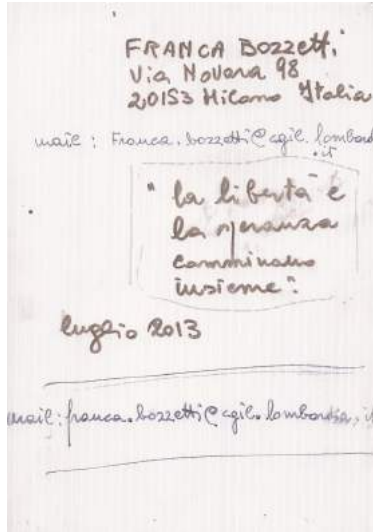 FRANCA BOZZETTI
Via Novara 98
20153 Milano Italia
mail : Franca.bozzetti@cgil.lombard
.it
"la libertà e
la speranza
camminano
insieme".
luglio 2013
mail: franca.bozzetti@cgil.lombardia.it